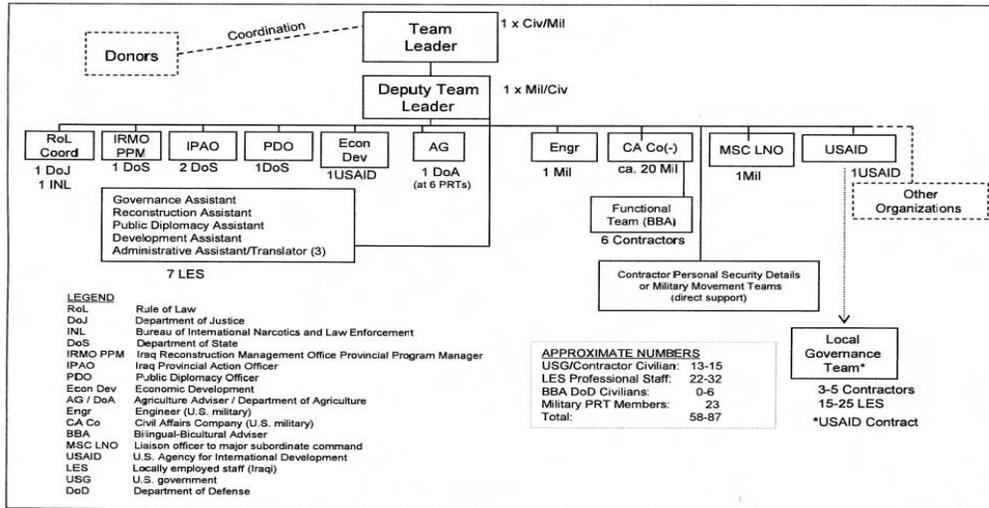 Team
Leader
1 x Civ/Mil
Coordination
Donors
Deputy Team
Leader
1 x Mil/Civ
RoL
Coord
1 DoJ
1 INL
IRMO
PPM
1 DoS
IPAO
2 DoS
PDO
1DoS
Econ
Dev
1USAID
AG
1 DoA
(at 6 PRTs)
Engr
1 Mil
CA Co(-)
ca. 20 Mil
MSC LNO
1Mil
USAID
1USAID
Other
Organizations
Governance Assistant
Reconstruction Assistant
Public Diplomacy Assistant
Development Assistant
Administrative Assistant/Translator (3)
7 LES
Functional
Team (BBA)
6 Contractors
Contractor Personal Security Details
or Military Movement Teams
(direct support)
Local
Governance
Team*
3-5 Contractors
15-25 LES
*USAID Contract
LEGEND
RoL Rule of Law
DoJ Department of Justice
INL Bureau of International Narcotics and Law Enforcement
DoS Department of State
IRMO PPM Iraq Reconstruction Management Office Provincial Program Manager
IPAO Iraq Provincial Action Officer
PDO Public Diplomacy Officer
Econ Dev Economic Development
AG / DoA Agriculture Adviser / Department of Agriculture
Engr Engineer (U.S. military)
CA Co Civil Affairs Company (U.S. military)
BBA Bilingual-Bicultural Adviser
MSC LNO Liaison officer to major subordinate command
USAID U.S. Agency for International Development
LES Locally employed staff (Iraqi)
USG U.S. government
DoD Department of Defense
APPROXIMATE NUMBERS
USG/Contractor Civilian: 13-15
LES Professional Staff: 22-32
BBA DoD Civilians 0-6
Military PRT Members: 23
Total: 58-87